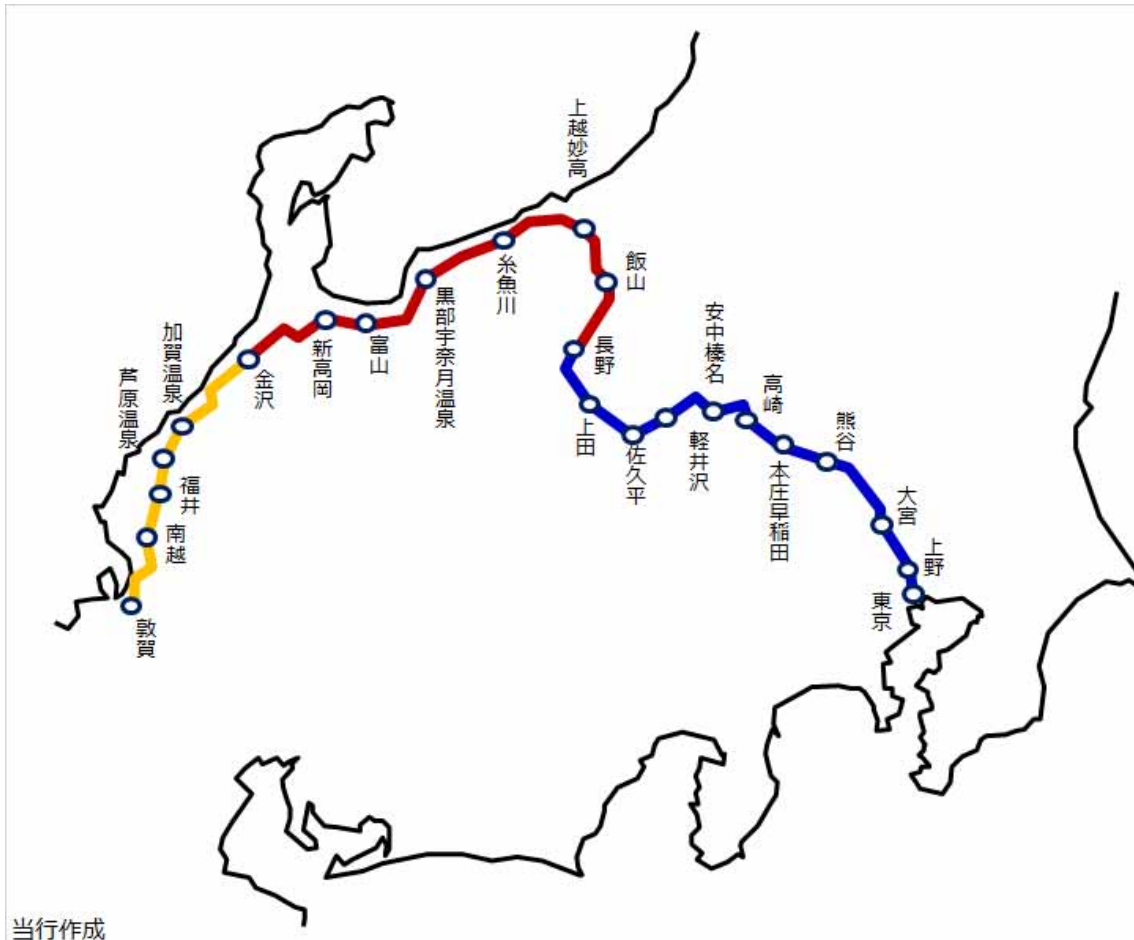 上越妙高
飯山
糸魚川
黒部宇奈月温泉
富山
新高岡
金沢
加賀温泉
芦原温泉
福井
南越
敦賀
長野
上田
佐久平
軽井沢
安中榛名
高崎
本庄早稲田
熊谷
大宮
上野
東京
当行作成